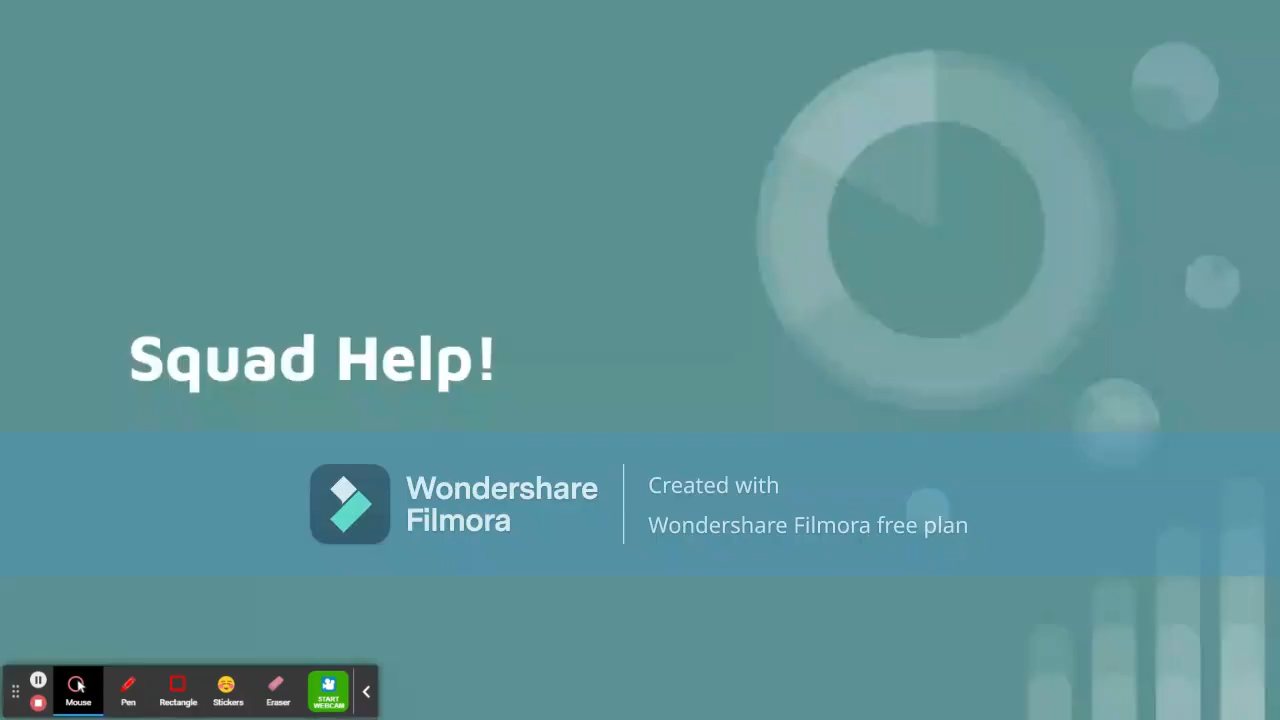 Squad Help!
Wondershare
Filmora
Created with
Wondershare Filmora free plan
Mouse
Pen
Rectangle
Stickers
Eraser
START
WEBCAM